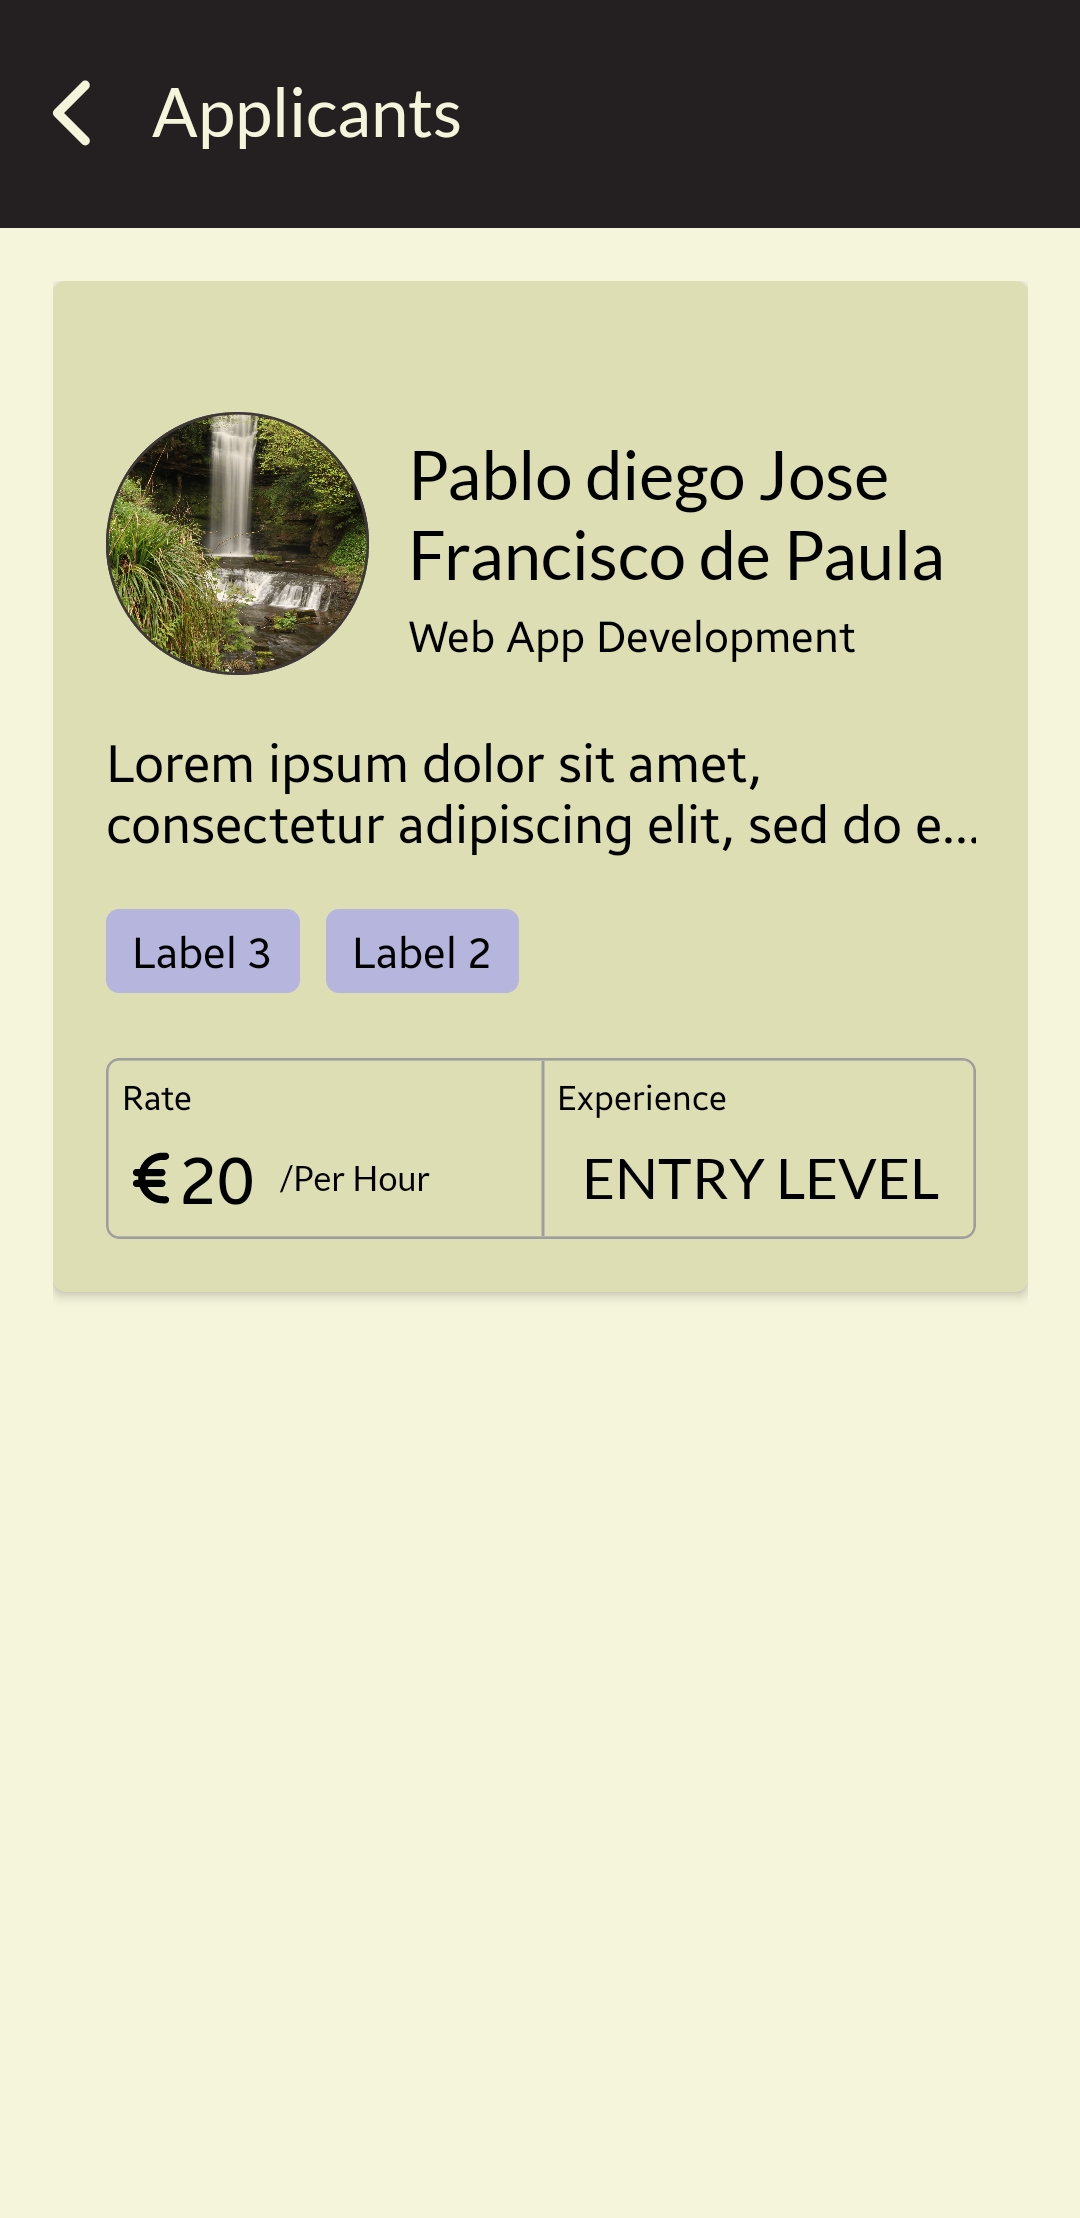 Applicants
Pablo diego Jose
Francisco de Paula
Web App Development
Lorem ipsum dolor sit amet,
consectetur adipiscing elit, sed do e...
Label 3 Label 2
Rate Experience
€ 20 /Per Hour ENTRY LEVEL